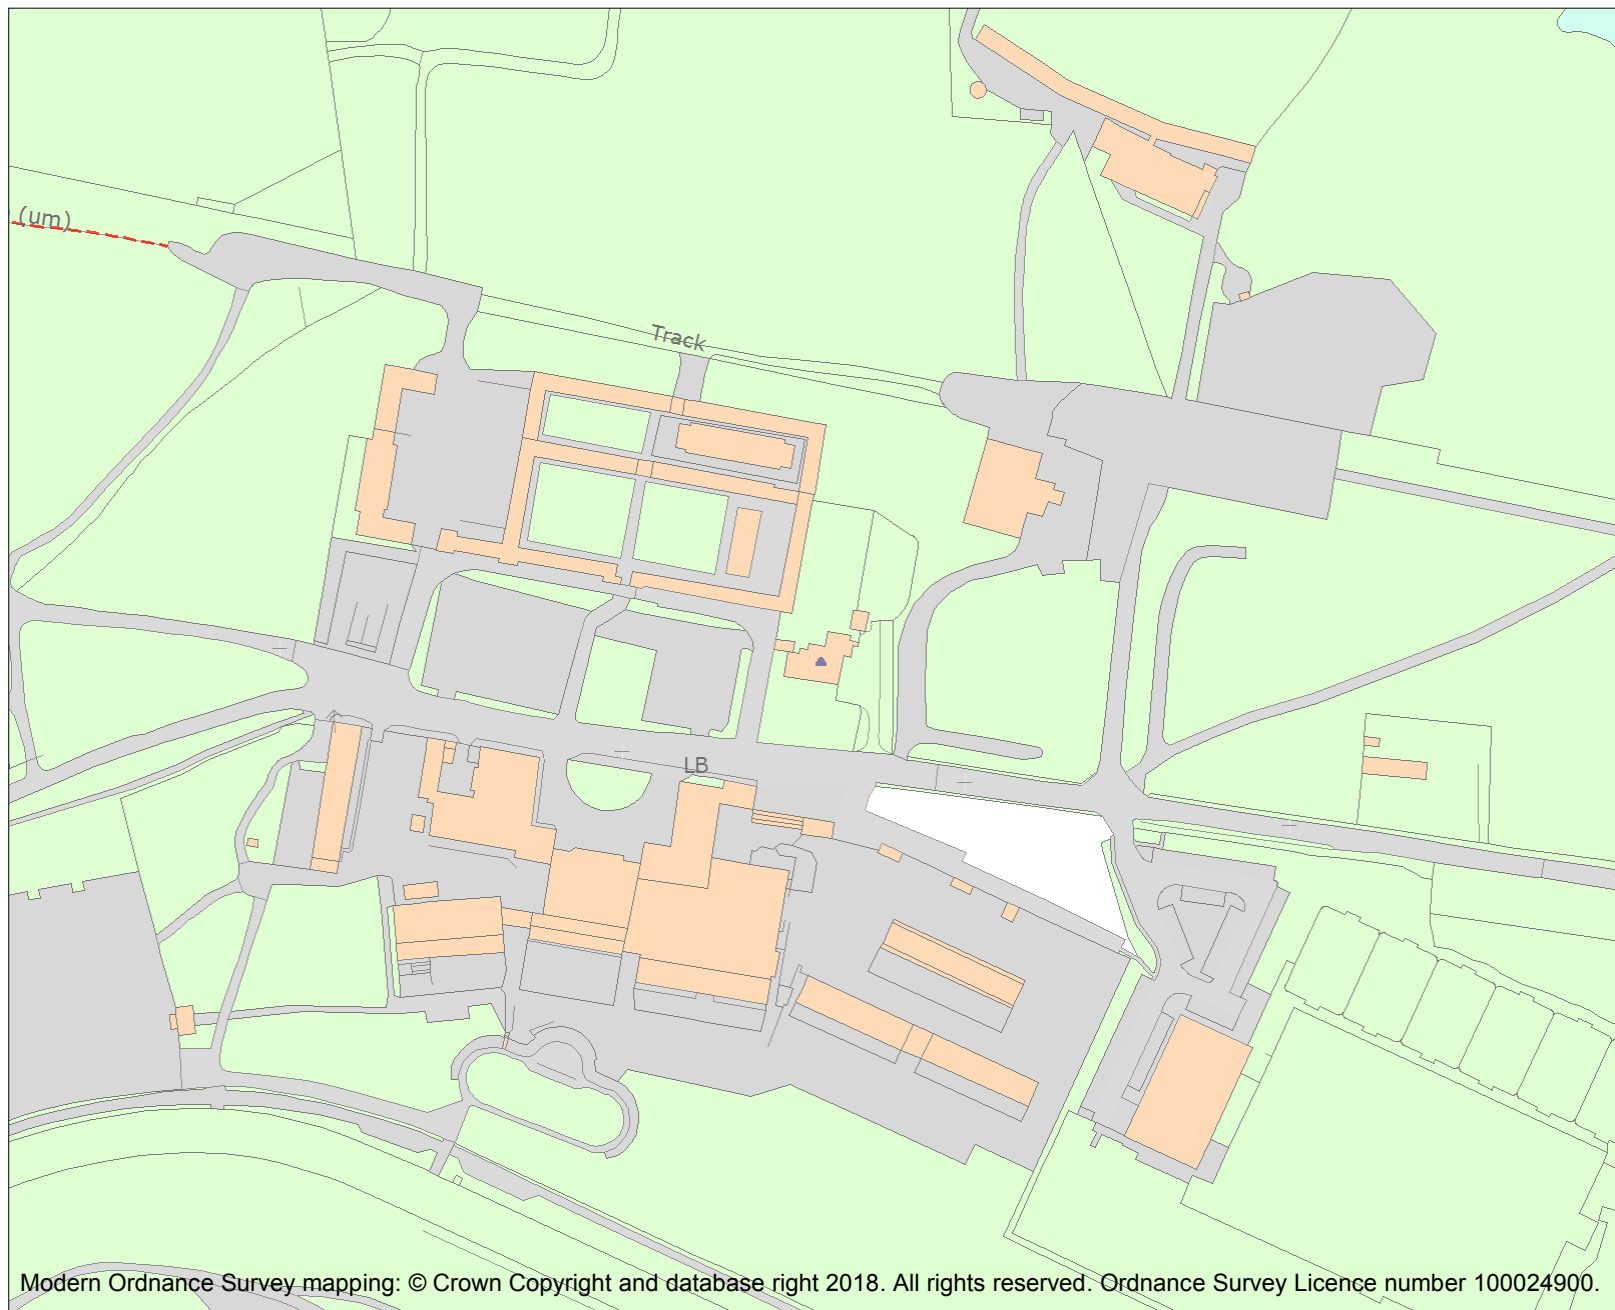 (um)
Track
LB
Modern Ordnance Survey mapping: © Crown Copyright and database right 2018. All rights reserved. Ordnance Survey Licence number 100024900.